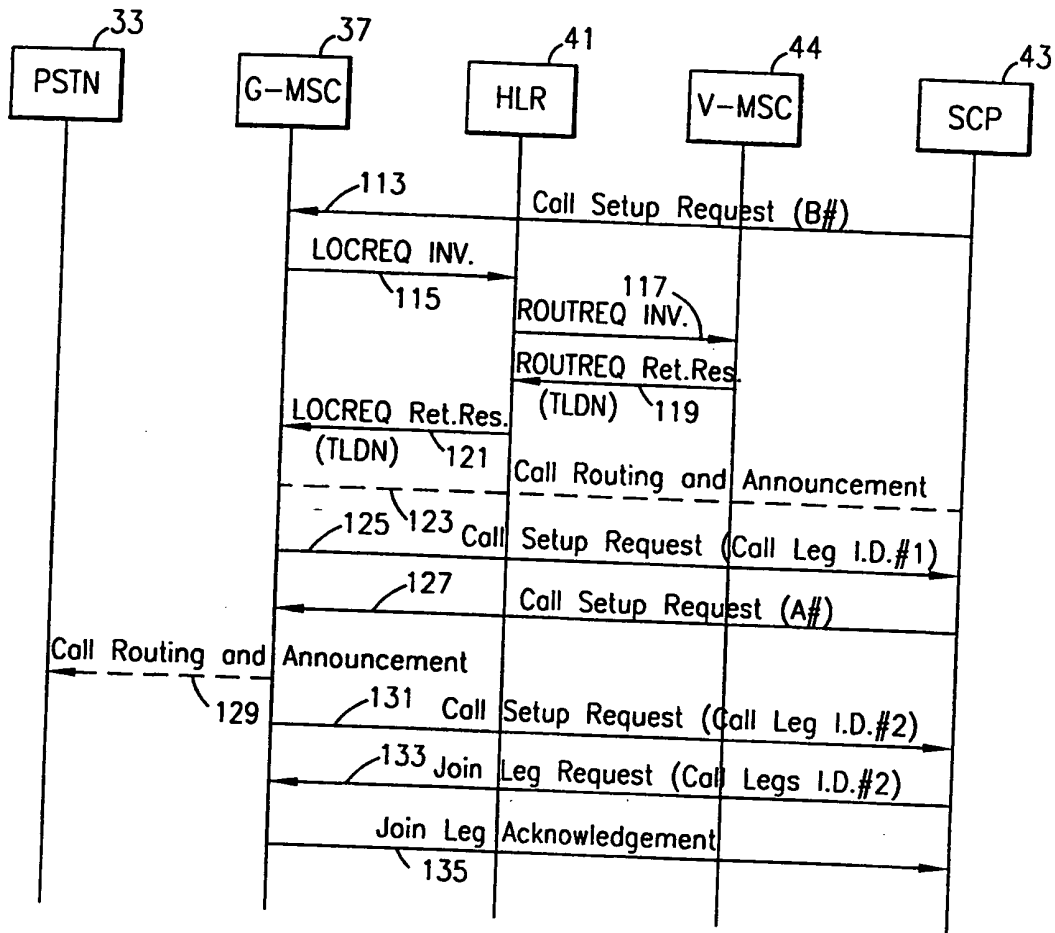 33
37
41
44
43
PSTN
G-MSC
HLR
V-MSC
SCP
113
Call Setup Request (B#)
LOCREQ INV.
115
117
ROUTREQ INV.
ROUTREQ Ret.Res.
(TLDN)
119
LOCREQ Ret.Res.
(TLDN)
121
Call Routing and Announcement
123
125
Call Setup Request (Call Leg I.D.#1)
127
Call Setup Request (A#)
Call Routing and Announcement
129
131
Call Setup Request (Call Leg I.D.#2)
133
Join Leg Request (Call Legs I.D.#2)
Join Leg Acknowledgement
135